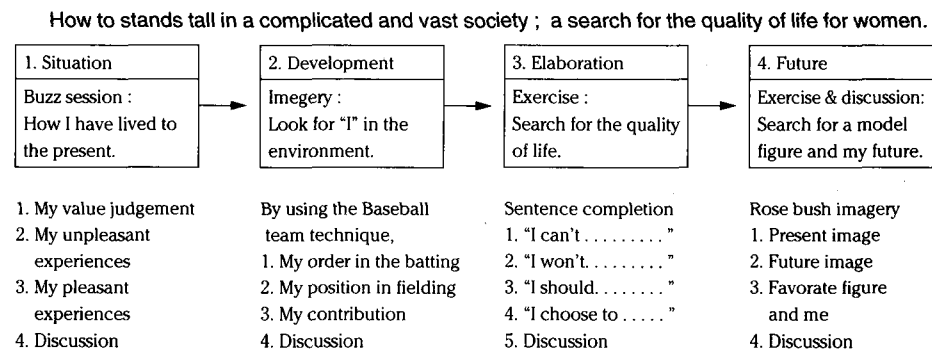 How to stands tall in a complicated and vast society ; a search for the quality of life for women.
1. Situation
Buzz session :
How I have lived to
the present.
2. Development
Imegery :
Look for “I” in the
environment.
3. Elaboration
Exercise :
Search for the quality
of life.
4. Future
Exercise & discussion:
Search for a model
figure and my future.
1. My value judgement
2. My unpleasant
experiences
3. My pleasant
experiences
4. Discussion
By using the Baseball
team technique,
1. My order in the batting
2. My position in fielding
3. My contribution
4. Discussion
Sentence completion
1. “I can't . . . . . . . . . ”
2. “I won't. . . . . . . . . ”
3. “I should. . . . . . . . ”
4. “I choose to . . . . . ”
5. Discussion
Rose bush imagery
1. Present image
2. Future image
3. Favorate figure
and me
4. Discussion